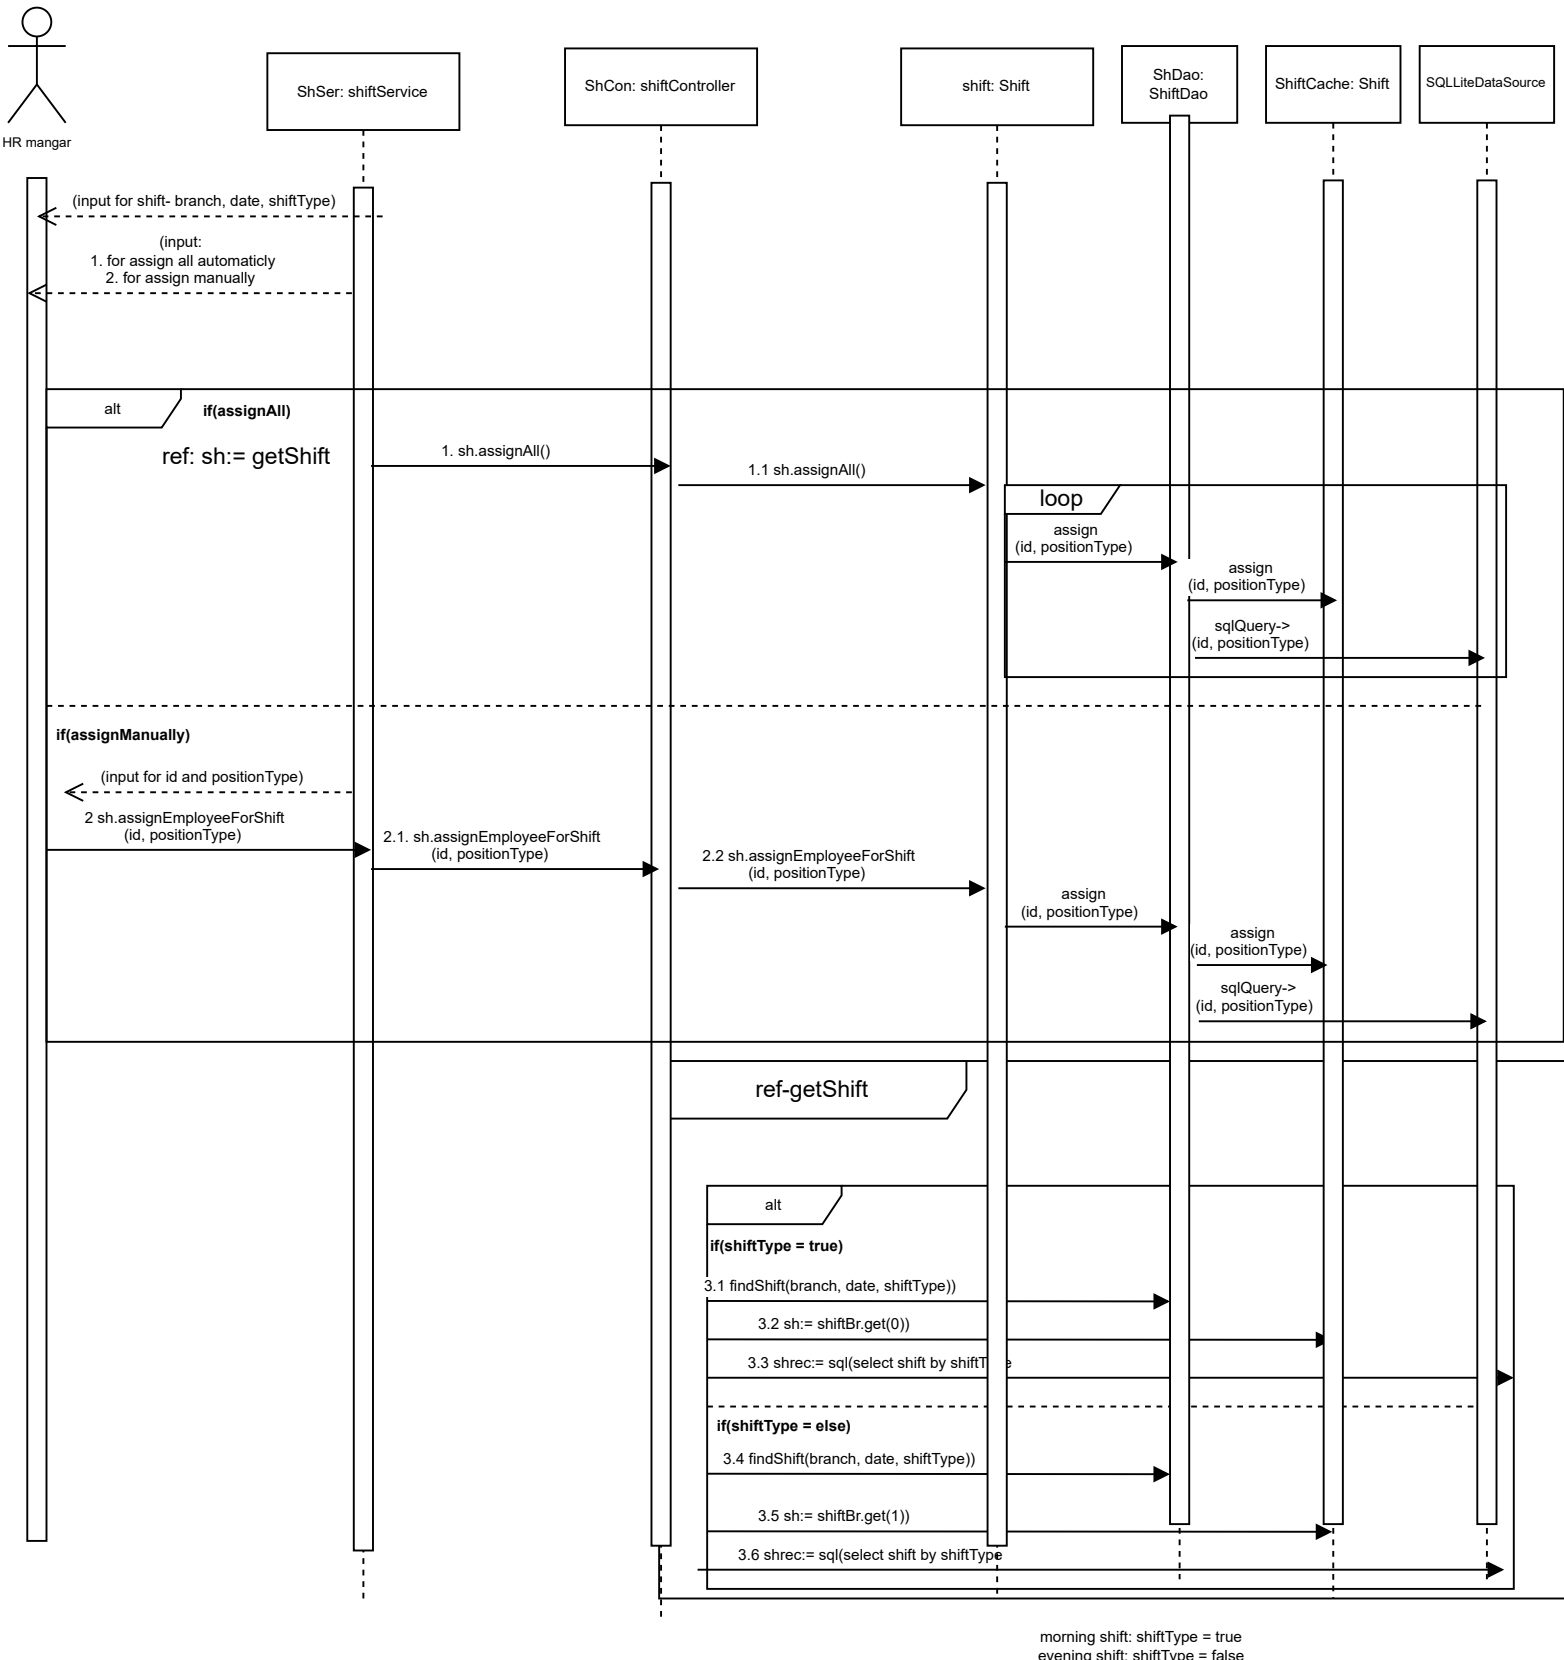 HR mangar
ShSer: shiftService
ShCon: shiftController
shift: Shift
ShDao:
ShiftDao
ShiftCache: Shift
SQLLiteDataSource
(input for shift- branch, date, shiftType)
(input:
1. for assign all automaticly
2. for assign manually
alt
if(assignAll)
ref: sh:= getShift
1. sh.assignAll()
1.1 sh.assignAll()
loop
assign
(id, positionType)
assign
(id, positionType)
sqlQuery->
(id, positionType)
if(assignManually)
(input for id and positionType)
2 sh.assignEmployeeForShift
(id, positionType)
2.1. sh.assignEmployeeForShift
(id, positionType)
2.2 sh.assignEmployeeForShift
(id, positionType)
assign
(id, positionType)
assign
(id, positionType)
sqlQuery->
(id, positionType)
ref-getShift
alt
if(shiftType = true)
3.1 findShift(branch, date, shiftType))
3.2 sh:= shiftBr.get(0))
3.3 shrec:= sql(select shift by
if(shiftType = else)
3.4 findShift(branch, date, shiftType))
3.5 sh:= shiftBr.get(1))
3.6 shrec:= sql(select shift by shiftType
morning shift: shiftType = true
evening shift: shiftType = false